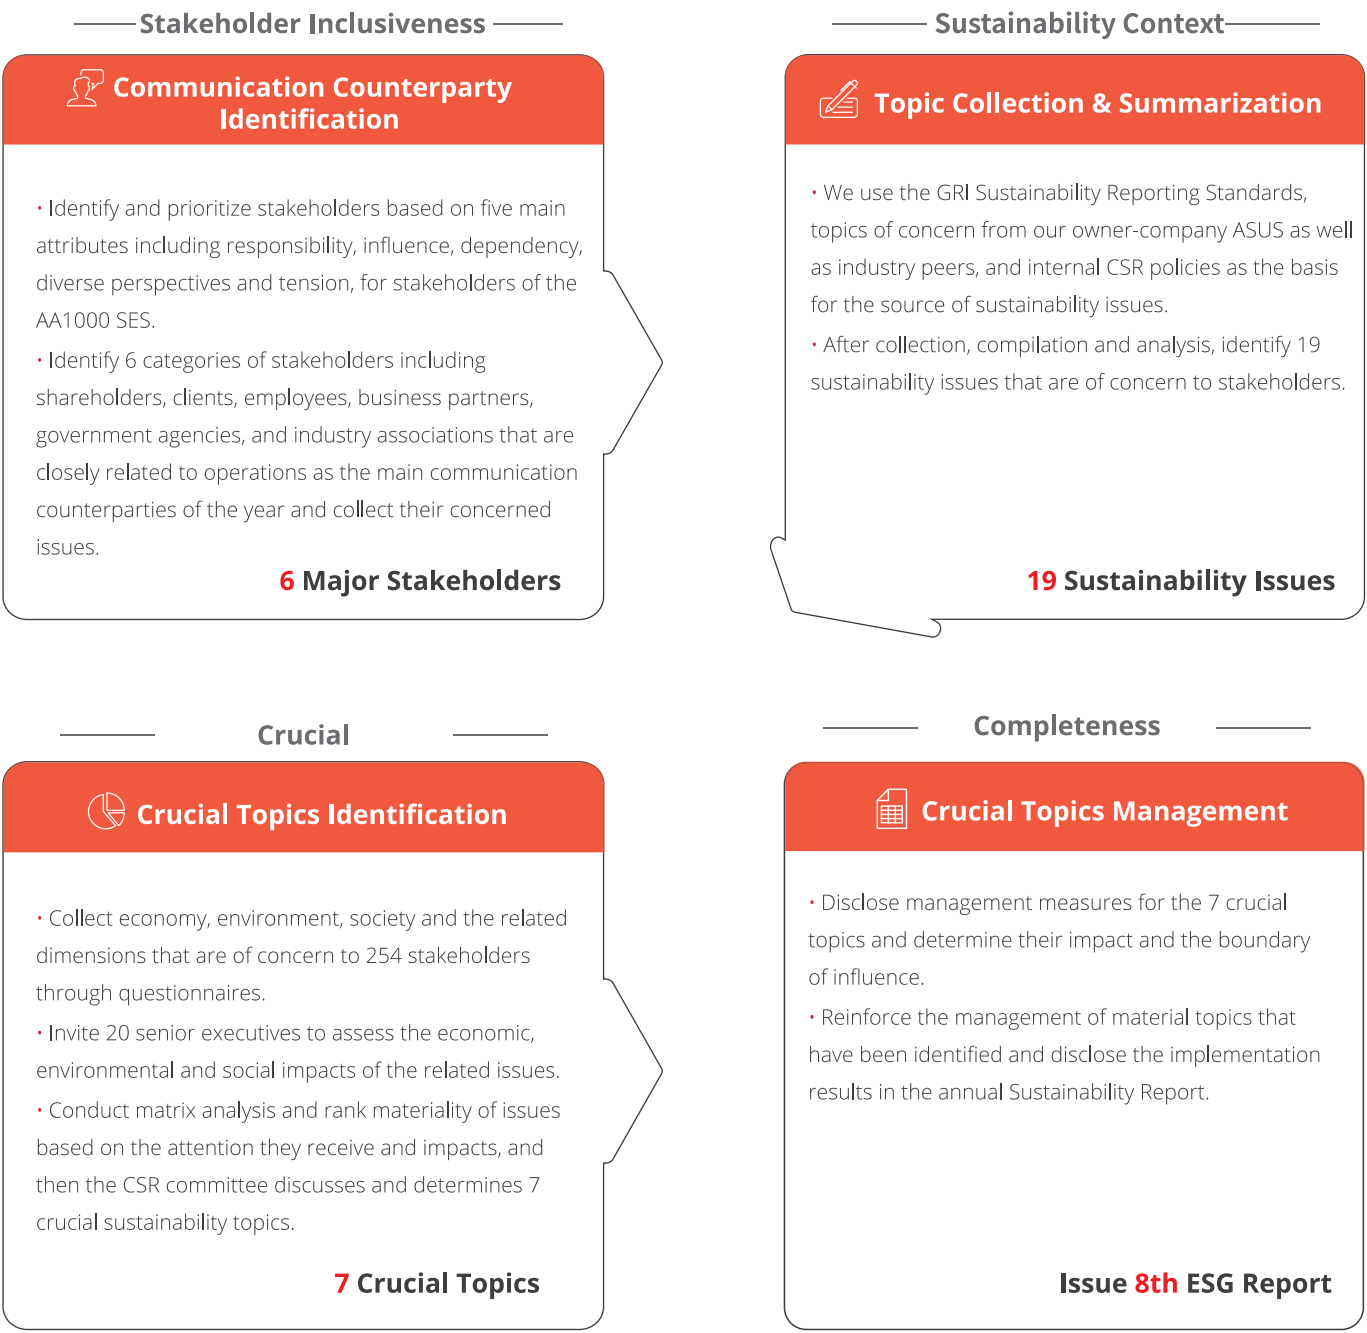 Stakeholder Inclusiveness
Communication Counterparty
Identification
· Identify and prioritize stakeholders based on five main
attributes including responsibility, influence, dependency,
diverse perspectives and tension, for stakeholders of the
AA1000 SES.
· Identify 6 categories of stakeholders including
shareholders, clients, employees, business partners,
government agencies, and industry associations that are
closely related to operations as the main communication
counterparties of the year and collect their concerned
issues.
6 Major Stakeholders
Sustainability Context
Topic Collection & Summarization
· We use the GRI Sustainability Reporting Standards,
topics of concern from our owner-company ASUS as well
as industry peers, and internal CSR policies as the basis
for the source of sustainability issues.
· After collection, compilation and analysis, identify 19
sustainability issues that are of concern to stakeholders.
19 Sustainability Issues
Crucial
Crucial Topics Identification
· Collect economy, environment, society and the related
dimensions that are of concern to 254 stakeholders
through questionnaires.
· Invite 20 senior executives to assess the economic,
environmental and social impacts of the related issues.
· Conduct matrix analysis and rank materiality of issues
based on the attention they receive and impacts, and
then the CSR committee discusses and determines 7
crucial sustainability topics.
7 Crucial Topics
Completeness
Crucial Topics Management
· Disclose management measures for the 7 crucial
topics and determine their impact and the boundary
of influence.
· Reinforce the management of material topics that
have been identified and disclose the implementation
results in the annual Sustainability Report.
Issue 8th ESG Report